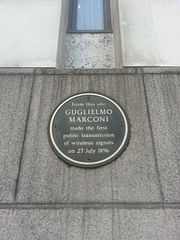 From this site
GUGLIELMO
MARCONI
made the first
public transmission
of wireless signals
on 27 July 1896